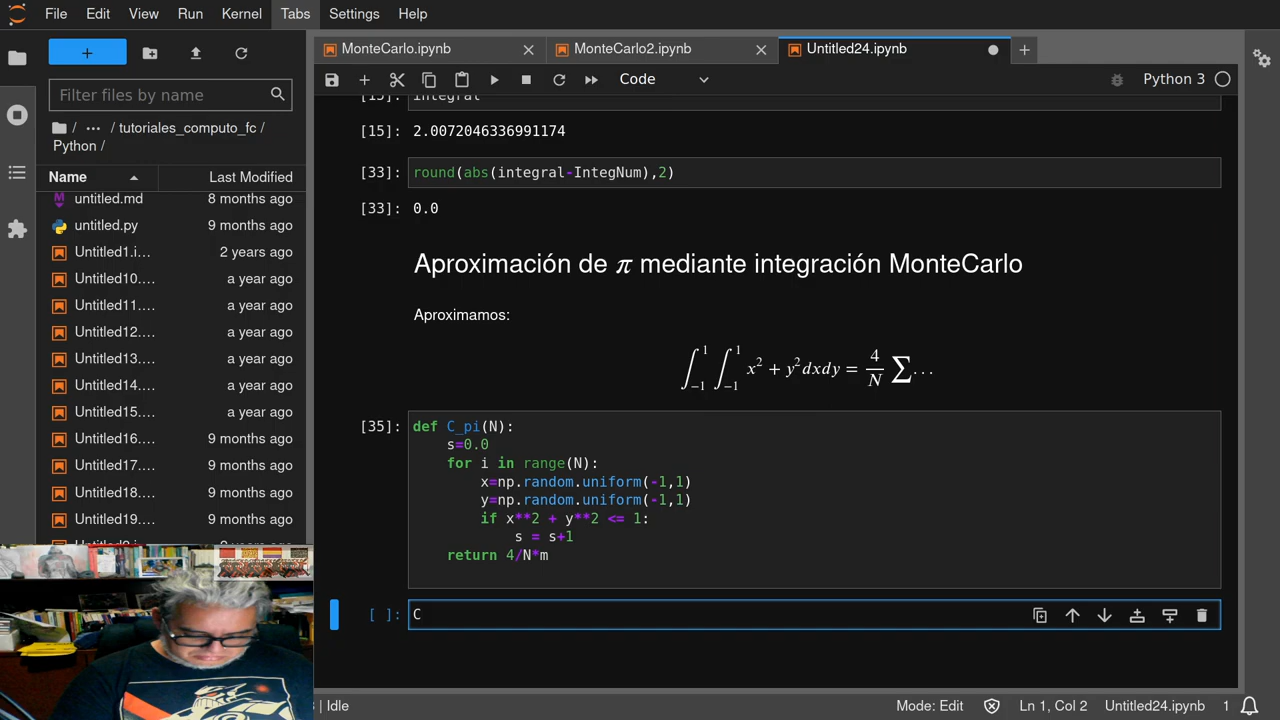 File Edit View Run Kernel Tabs Settings Help
MonteCarlo.ipynb
MonteCarlo2.ipynb
Untitled24.ipynb
Code
Python 3
Filter files by name
/ ··· / tutoriales_computo_fc /
Python /
Name Last Modified
untitled.md 8 months ago
untitled.py 9 months ago
Untitled1.i... 2 years ago
Untitled10.... a year ago
Untitled11.... a year ago
Untitled12.... a year ago
Untitled13.... a year ago
Untitled14.... a year ago
Untitled15.... a year ago
Untitled16.... 9 months ago
Untitled17.... 9 months ago
Untitled18.... 9 months ago
Untitled19.... 9 months ago
[15]: integral
[15]: 2.0072046336991174
[33]: round(abs(integral-IntegNum),2)
[33]: 0.0
Aproximación de π mediante integración MonteCarlo
Aproximamos:
∫_{-1}^{1} ∫_{-1}^{1} x² + y²dxdy = 4/N ∑...
[35]: def C_pi(N):
s=0.0
for i in range(N):
x=np.random.uniform(-1,1)
y=np.random.uniform(-1,1)
if x**2 + y**2 <= 1:
s = s+1
return 4/N*m
[ ]: C
| Idle
Mode: Edit
Ln 1, Col 2
Untitled24.ipynb
1